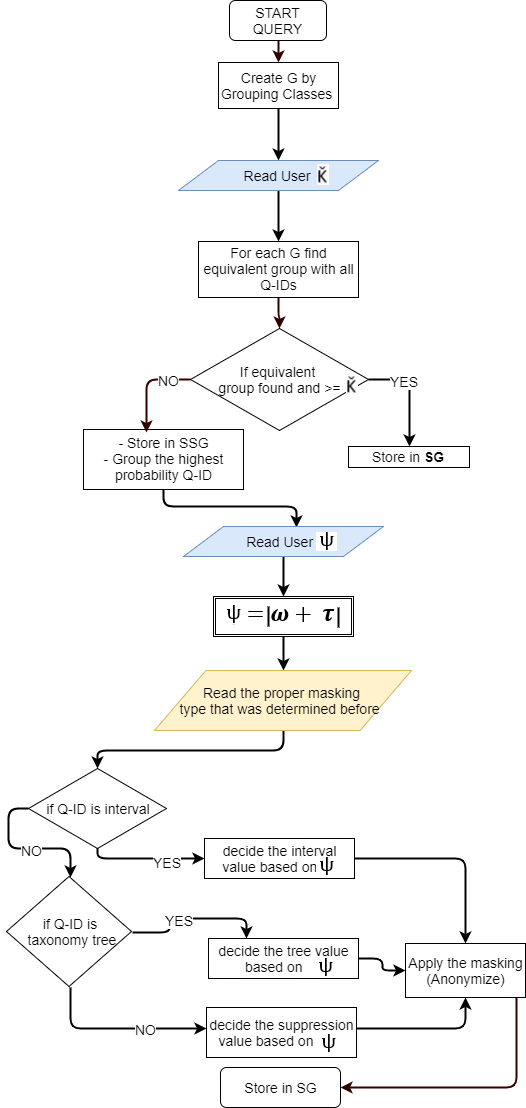 START
QUERY
Create G by
Grouping Classes
Read User Ǩ
For each G find
equivalent group with all
Q-IDs
If equivalent
group found and >= Ǩ
NO
YES
- Store in SSG
- Group the highest
probability Q-ID
Store in SG
Read User ψ
ψ =|ω + τ|
Read the proper masking
type that was determined before
if Q-ID is interval
NO
YES
decide the interval
value based on ψ
if Q-ID is
taxonomy tree
YES
decide the tree value
based on ψ
Apply the masking
(Anonymize)
NO
decide the suppression
value based on ψ
Store in SG